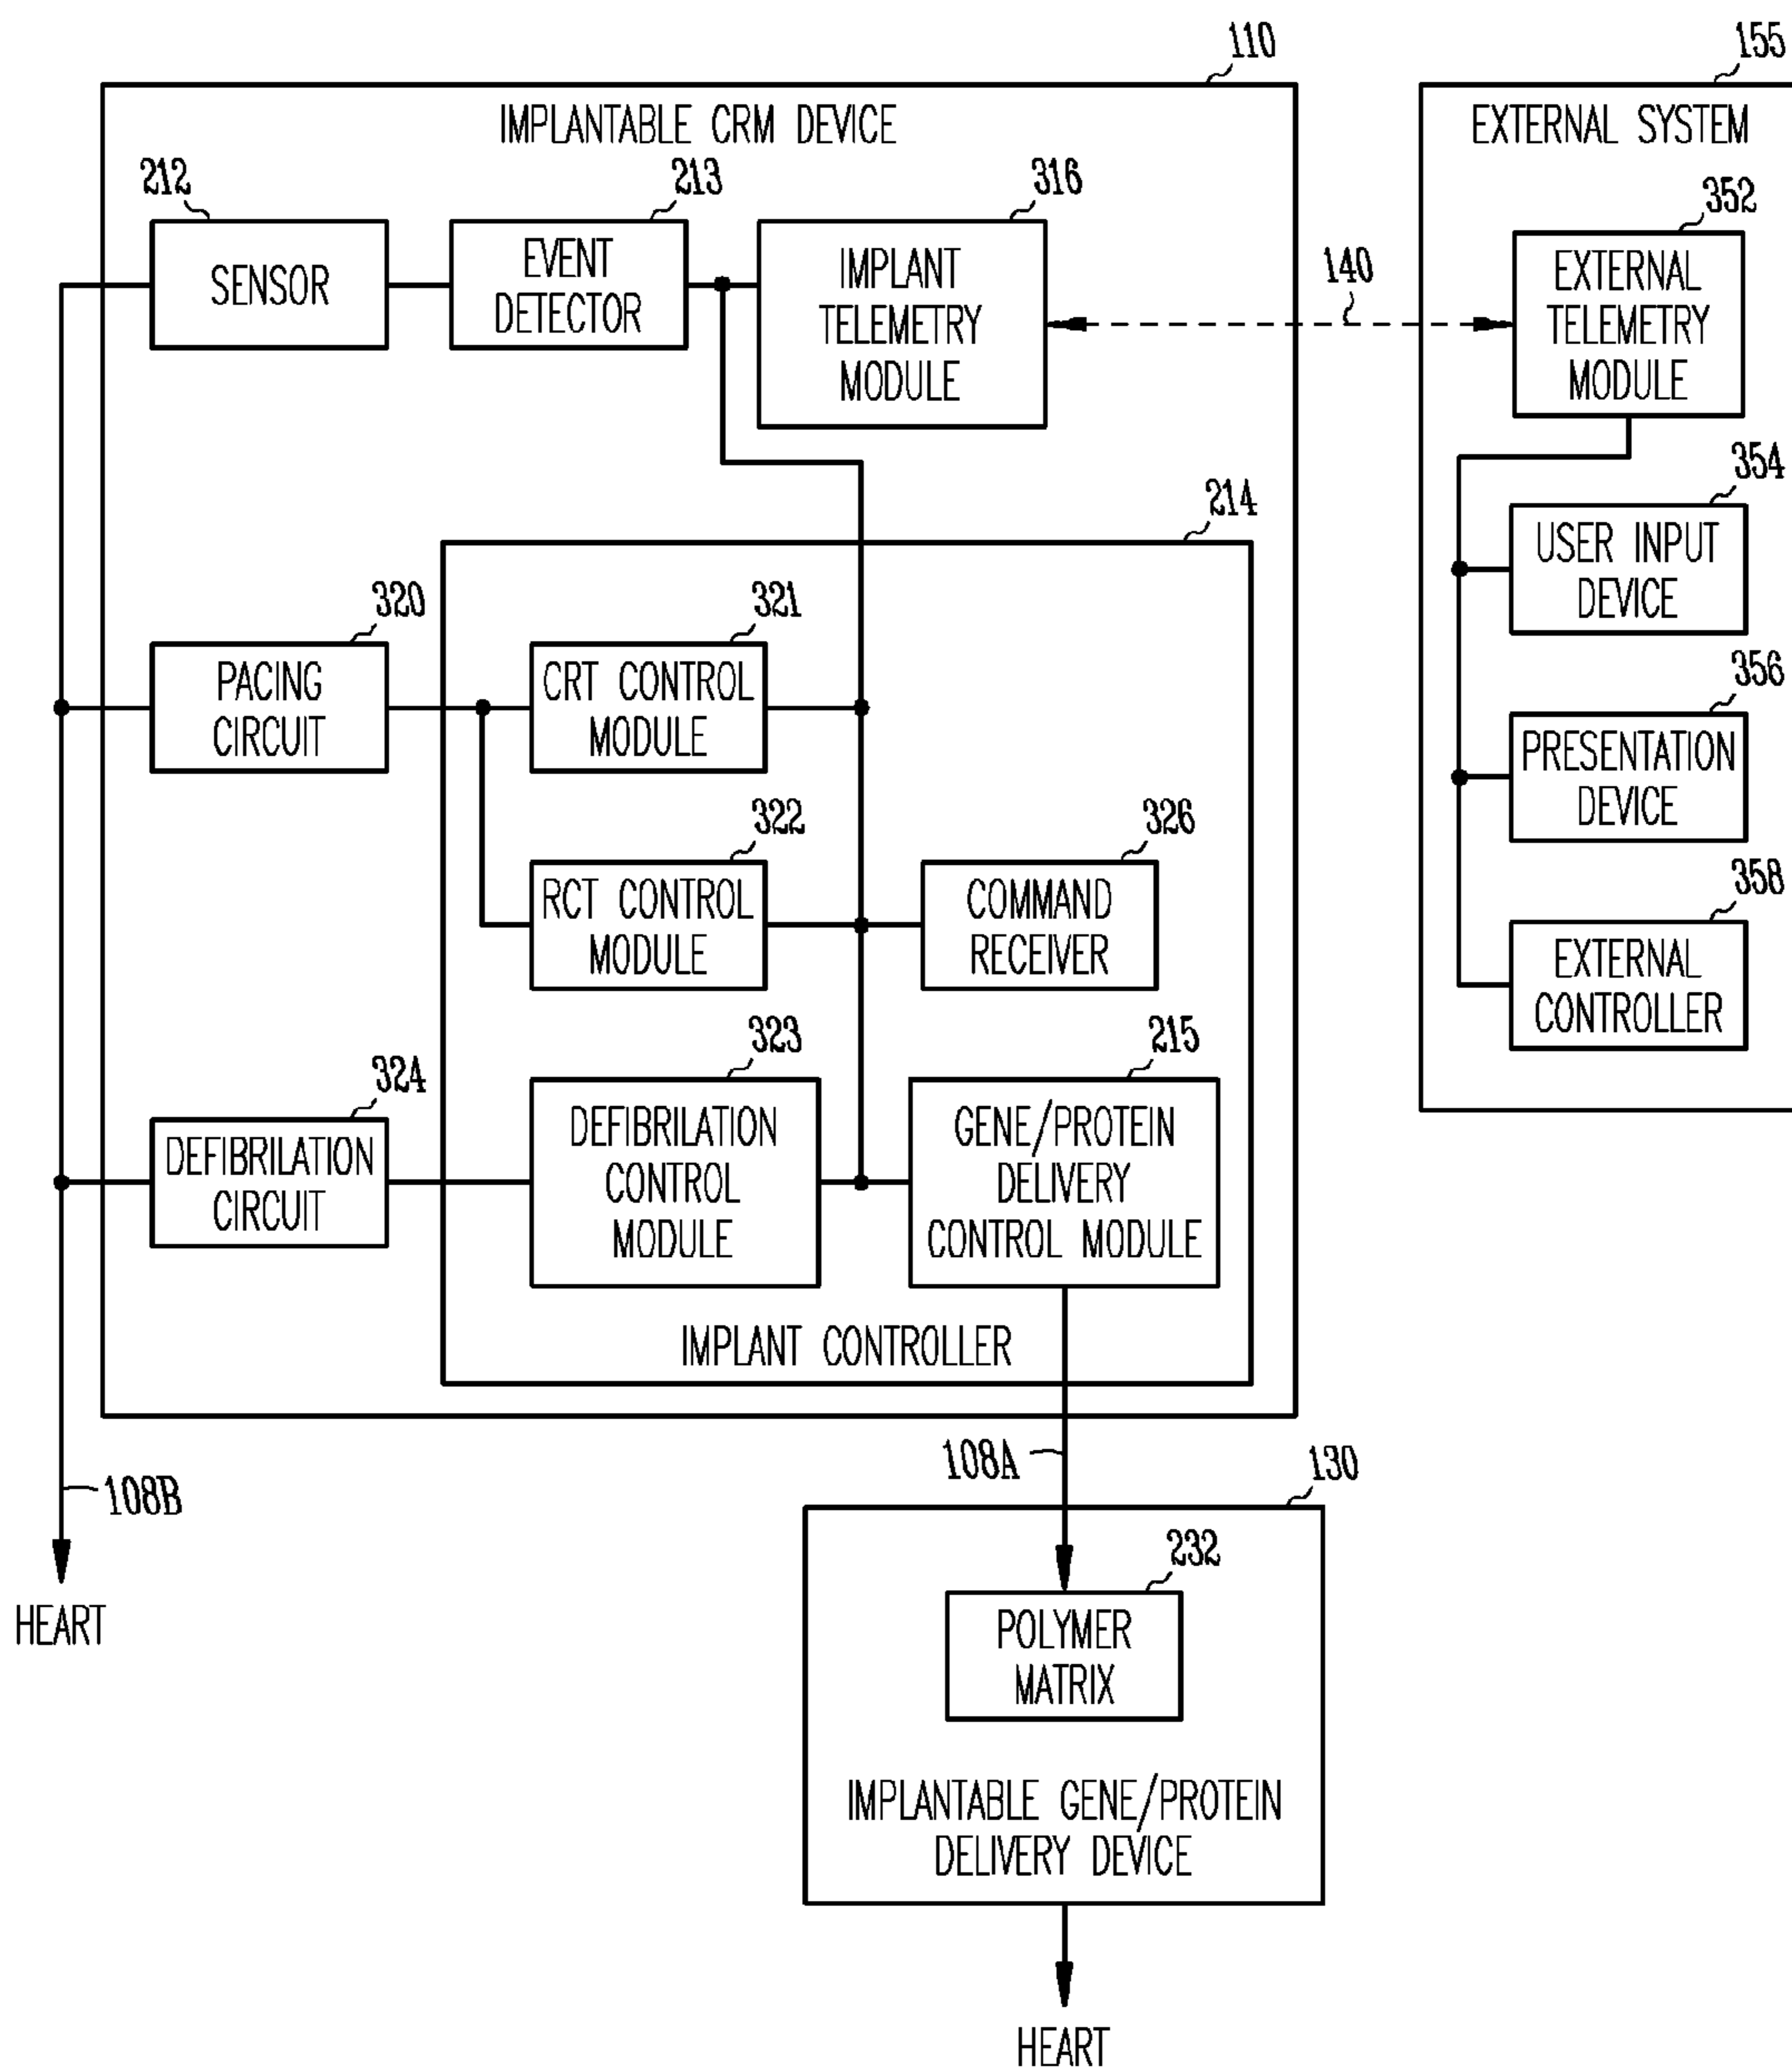 110
155
IMPLANTABLE CRM DEVICE
EXTERNAL SYSTEM
212
213
316
352
SENSOR
EVENT
DETECTOR
IMPLANT
TELEMETRY
MODULE
140
EXTERNAL
TELEMETRY
MODULE
354
USER INPUT
DEVICE
214
320
321
356
PACING
CIRCUIT
CRT CONTROL
MODULE
PRESENTATION
DEVICE
322
326
358
RCT CONTROL
MODULE
COMMAND
RECEIVER
EXTERNAL
CONTROLLER
324
323
215
DEFIBRILATION
CIRCUIT
DEFIBRILATION
CONTROL
MODULE
GENE/PROTEIN
DELIVERY
CONTROL MODULE
IMPLANT CONTROLLER
108B
108A
130
HEART
232
POLYMER
MATRIX
IMPLANTABLE GENE/PROTEIN
DELIVERY DEVICE
HEART